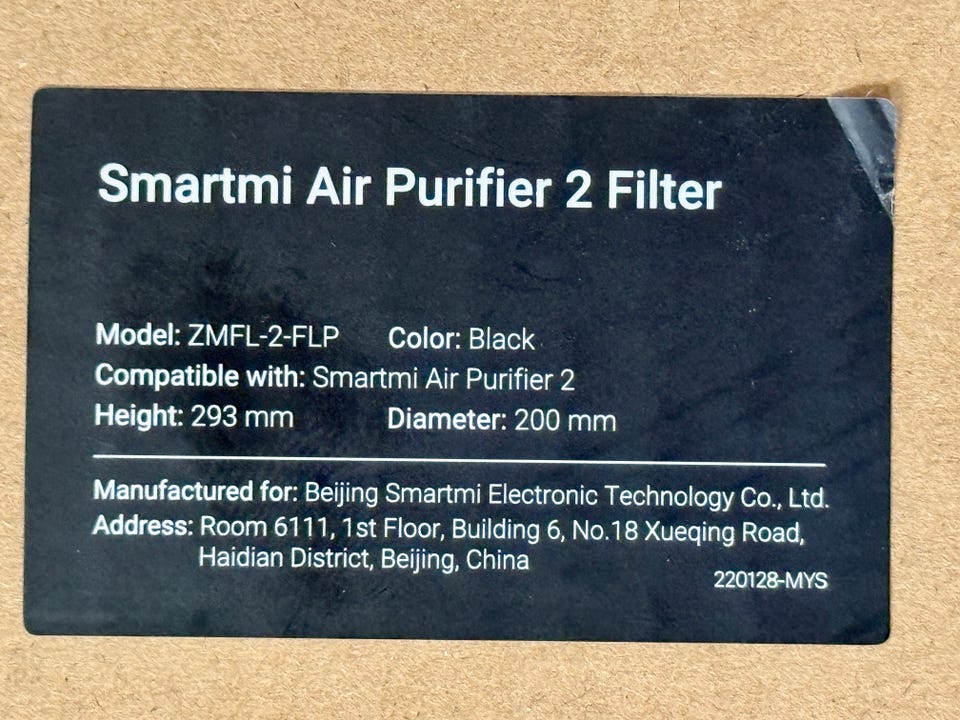 Smartmi Air Purifier 2 Filter
Model: ZMFL-2-FLP Color: Black
Compatible with: Smartmi Air Purifier 2
Height: 293 mm Diameter: 200 mm
Manufactured for: Beijing Smartmi Electronic Technology Co., Ltd.
Address: Room 6111, 1st Floor, Building 6, No.18 Xueqing Road,
Haidian District, Beijing, China
220128-MYS